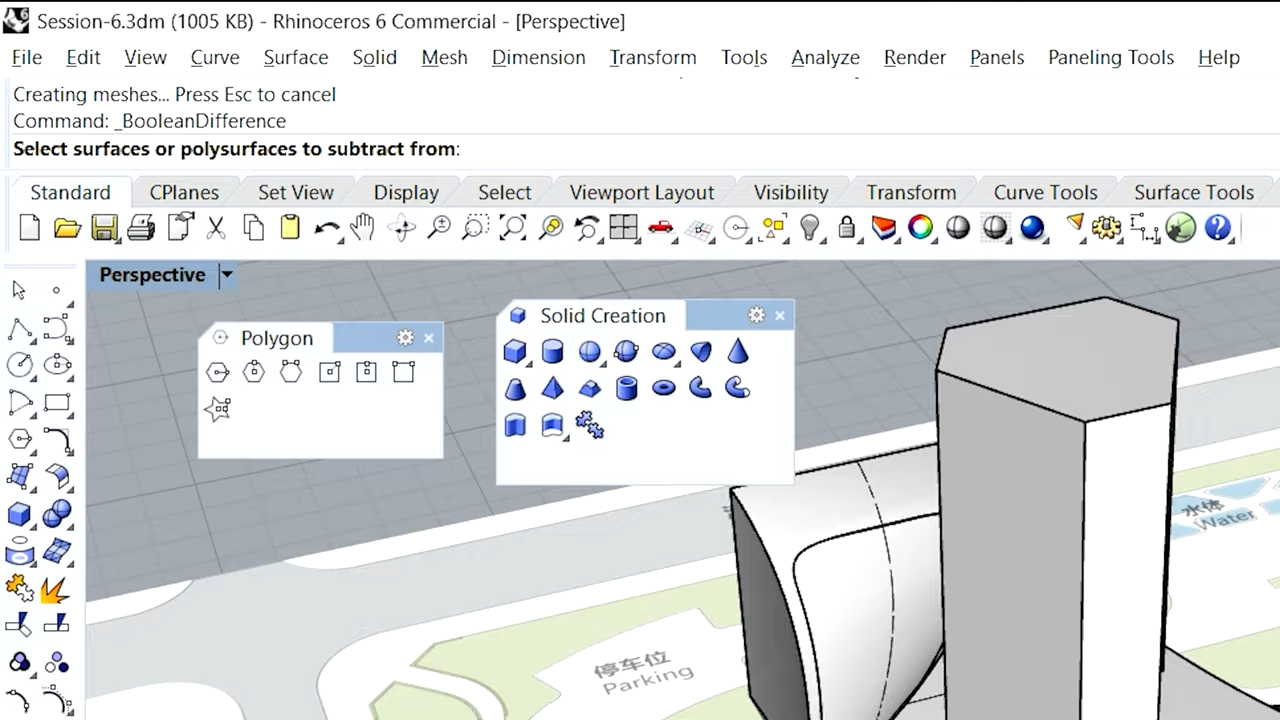 Session-6.3dm (1005 KB) - Rhinoceros 6 Commercial - [Perspective]
File Edit View Curve Surface Solid Mesh Dimension Transform Tools Analyze Render Panels Paneling Tools Help
Creating meshes... Press Esc to cancel
Command: _BooleanDifference
Select surfaces or polysurfaces to subtract from:
Standard CPlanes Set View Display Select Viewport Layout Visibility Transform Curve Tools Surface Tools
Perspective
Polygon
Solid Creation
水体
Water
停车位
Parking